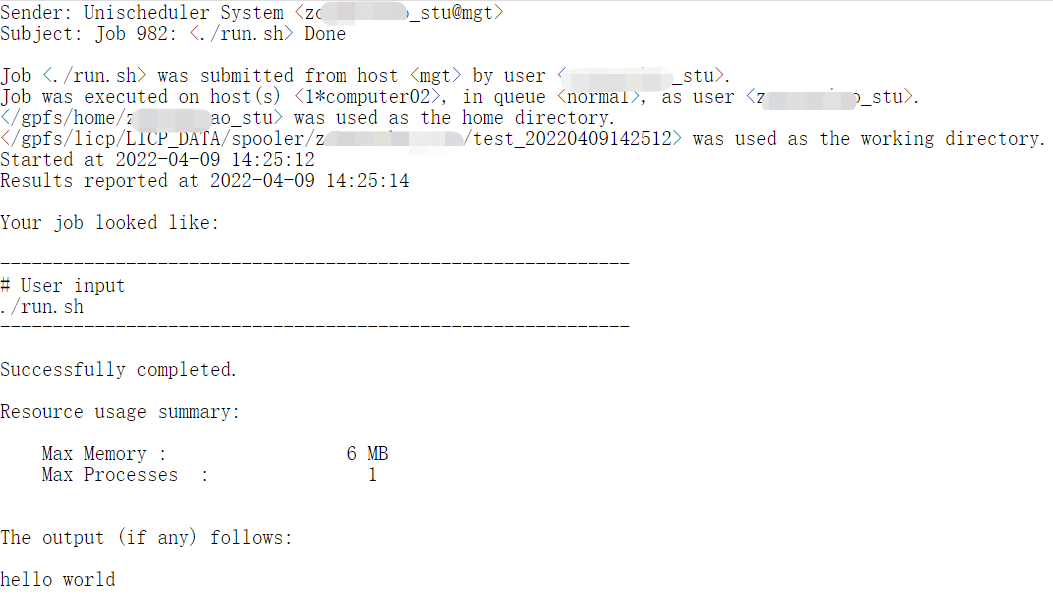 Sender: Unischeduler System <zo _stu@mgt>
Subject: Job 982: <./run.sh> Done
Job <./run.sh> was submitted from host <mgt> by user < _stu>.
Job was executed on host(s) <1*computer02>, in queue <normal>, as user <z o_stu>.
</gpfs/home/z ao_stu> was used as the home directory.
</gpfs/licp/LICP_DATA/spooler/z /test_20220409142512> was used as the working directory.
Started at 2022-04-09 14:25:12
Results reported at 2022-04-09 14:25:14
Your job looked like:
------------------------------------------------------------
# User input
./run.sh
------------------------------------------------------------
Successfully completed.
Resource usage summary:
Max Memory : 6 MB
Max Processes : 1
The output (if any) follows:
hello world